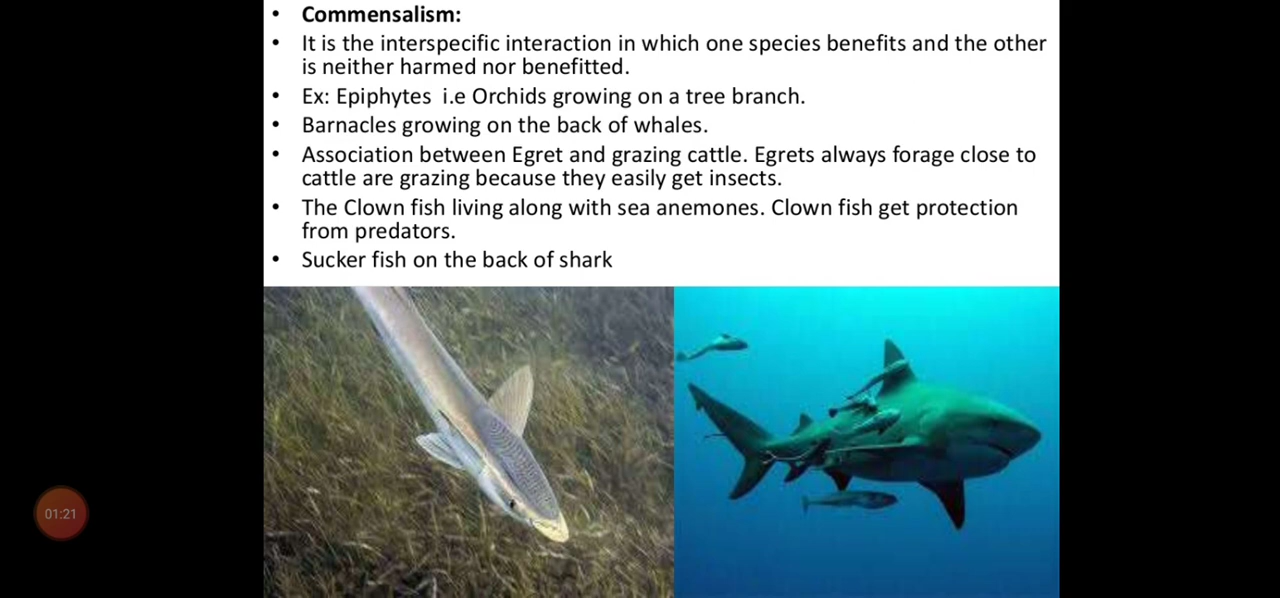 • Commensalism:
• It is the interspecific interaction in which one species benefits and the other
is neither harmed nor benefitted.
• Ex: Epiphytes  i.e Orchids growing on a tree branch.
• Barnacles growing on the back of whales.
• Association between Egret and grazing cattle. Egrets always forage close to
cattle are grazing because they easily get insects.
• The Clown fish living along with sea anemones. Clown fish get protection
from predators.
• Sucker fish on the back of shark
01:21